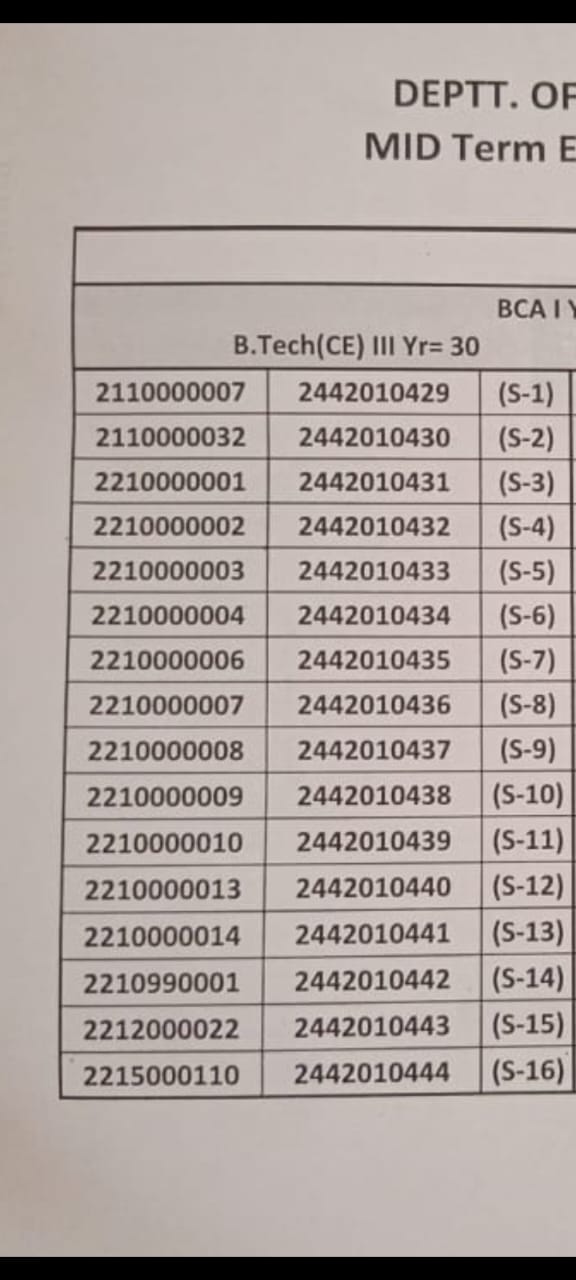 DEPTT. OF
MID Term E
BCA I Y
B.Tech(CE) III Yr= 30
2110000007 2442010429 (S-1)
2110000032 2442010430 (S-2)
2210000001 2442010431 (S-3)
2210000002 2442010432 (S-4)
2210000003 2442010433 (S-5)
2210000004 2442010434 (S-6)
2210000006 2442010435 (S-7)
2210000007 2442010436 (S-8)
2210000008 2442010437 (S-9)
2210000009 2442010438 (S-10)
2210000010 2442010439 (S-11)
2210000013 2442010440 (S-12)
2210000014 2442010441 (S-13)
2210990001 2442010442 (S-14)
2212000022 2442010443 (S-15)
2215000110 2442010444 (S-16)